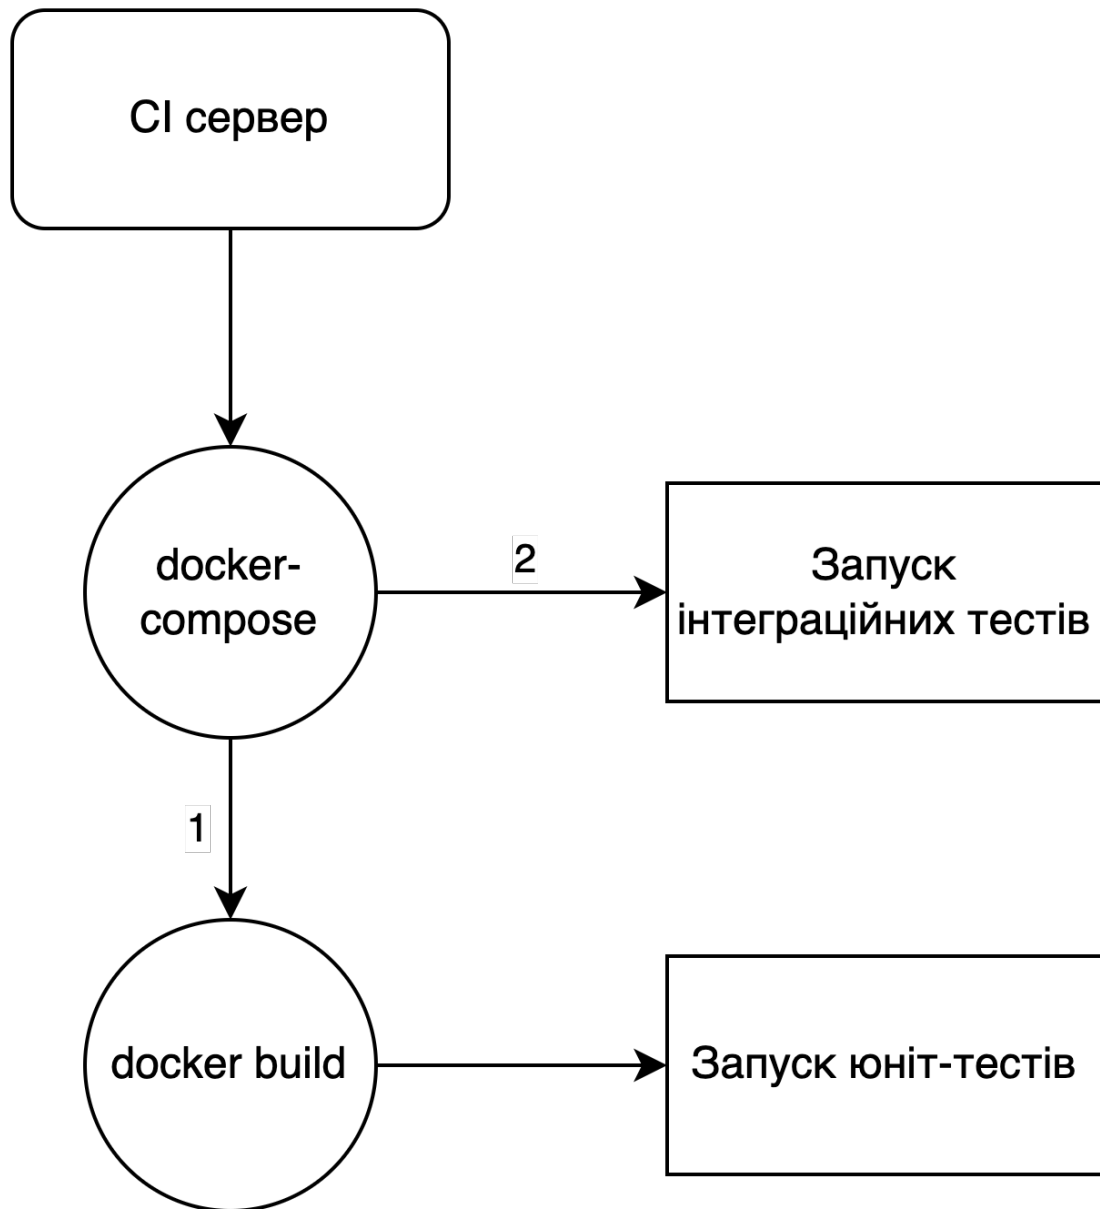 CI сервер
docker-
compose
2
Запуск
інтеграційних тестів
1
docker build
Запуск юніт-тестів